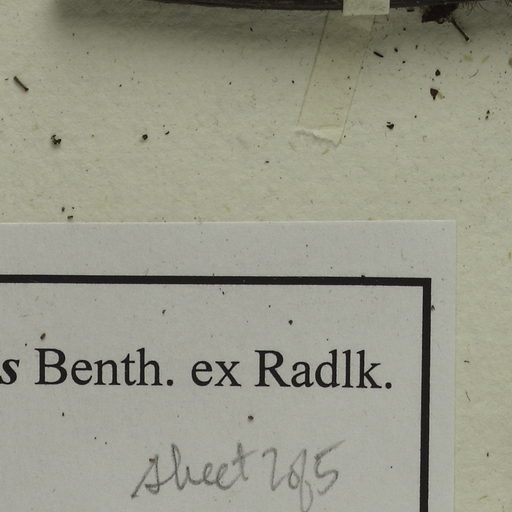 s Benth. ex Radlk.
sheet 2 of 5